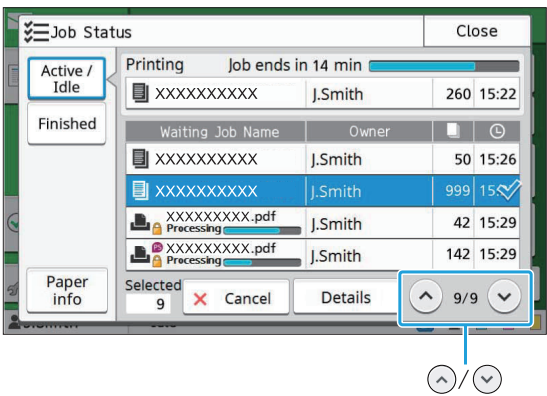 Job Status
Close
Active /
Idle
Finished
Paper
info
Printing Job ends in 14 min
XXXXXXXXXX J.Smith 260 15:22
Waiting Job Name Owner
XXXXXXXXXX J.Smith 50 15:26
XXXXXXXXXX J.Smith 999
XXXXXXXXX.pdf J.Smith 42 15:29
Processing
PS XXXXXXXXX.pdf J.Smith 142 15:29
Processing
Selected
9
Cancel
Details
9/9
/